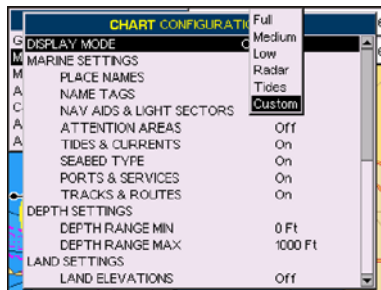 CHART CONFIGURATI
DISPLAY MODE
Full
Medium
Low
Radar
Tides
Custom
MARINE SETTINGS
PLACE NAMES
NAME TAGS
NAV AIDS & LIGHT SECTORS
ATTENTION AREAS Off
TIDES & CURRENTS On
SEABED TYPE On
PORTS & SERVICES On
TRACKS & ROUTES On
DEPTH SETTINGS
DEPTH RANGE MIN 0 Ft
DEPTH RANGE MAX 1000 Ft
LAND SETTINGS
LAND ELEVATIONS Off